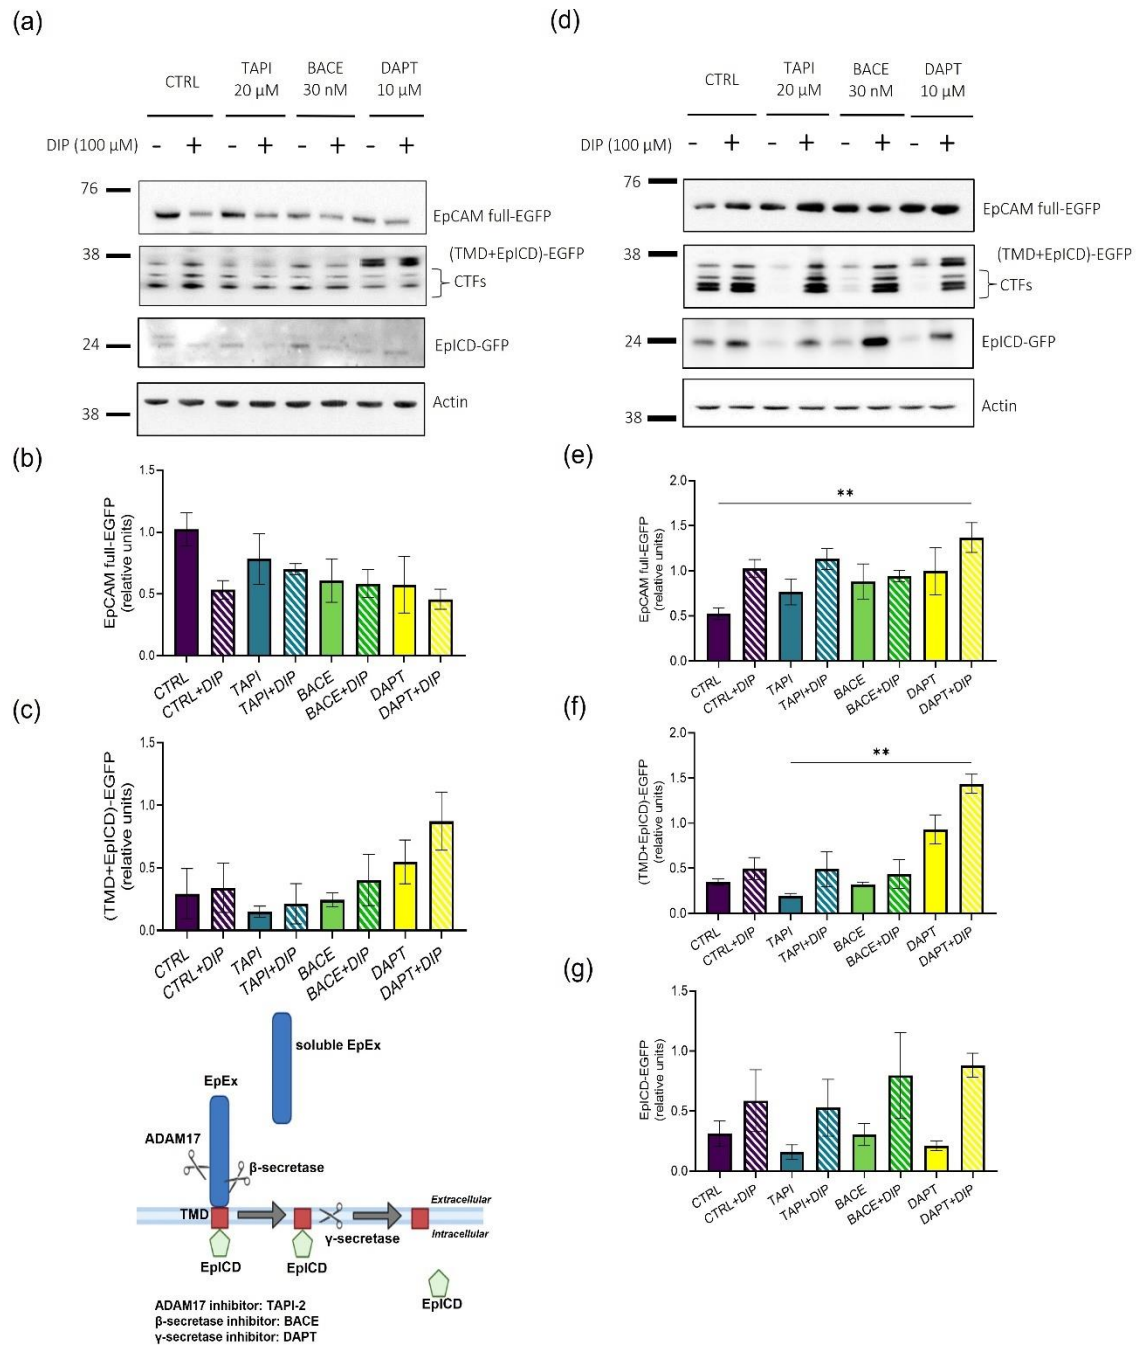 (a)
CTRL
TAPI
20 µM
BACE
30 nM
DAPT
10 µM
DIP (100 µM) - + - + - + - +
76
EpCAM full-EGFP
38
(TMD+EpICD)-EGFP
CTFs
24
EpICD-GFP
Actin
38
(b)
EpCAM full-EGFP
(relative units)
1.5
1.0
0.5
0.0
CTRL
CTRL+DIP
TAPI
TAPI+DIP
BACE
BACE+DIP
DAPT
DAPT+DIP
(c)
(TMD+EpICD)-EGFP
(relative units)
1.5
1.0
0.5
0.0
CTRL
CTRL+DIP
TAPI
TAPI+DIP
BACE
BACE+DIP
DAPT
DAPT+DIP
soluble EpEx
EpEx
ADAM17
β-secretase
TMD
Extracellular
Intracellular
γ-secretase
EpICD
EpICD
EpICD
ADAM17 inhibitor: TAPI-2
β-secretase inhibitor: BACE
γ-secretase inhibitor: DAPT
(d)
CTRL
TAPI
20 µM
BACE
30 nM
DAPT
10 µM
DIP (100 µM) - + - + - + - +
76
EpCAM full-EGFP
38
(TMD+EpICD)-EGFP
CTFs
24
EpICD-GFP
Actin
38
(e)
EpCAM full-EGFP
(relative units)
2.0
1.5
1.0
0.5
0.0
**
CTRL
CTRL+DIP
TAPI
TAPI+DIP
BACE
BACE+DIP
DAPT
DAPT+DIP
(f)
(TMD+EpICD)-EGFP
(relative units)
2.0
1.5
1.0
0.5
0.0
**
CTRL
CTRL+DIP
TAPI
TAPI+DIP
BACE
BACE+DIP
DAPT
DAPT+DIP
(g)
EpICD-EGFP
(relative units)
1.5
1.0
0.5
0.0
CTRL
CTRL+DIP
TAPI
TAPI+DIP
BACE
BACE+DIP
DAPT
DAPT+DIP